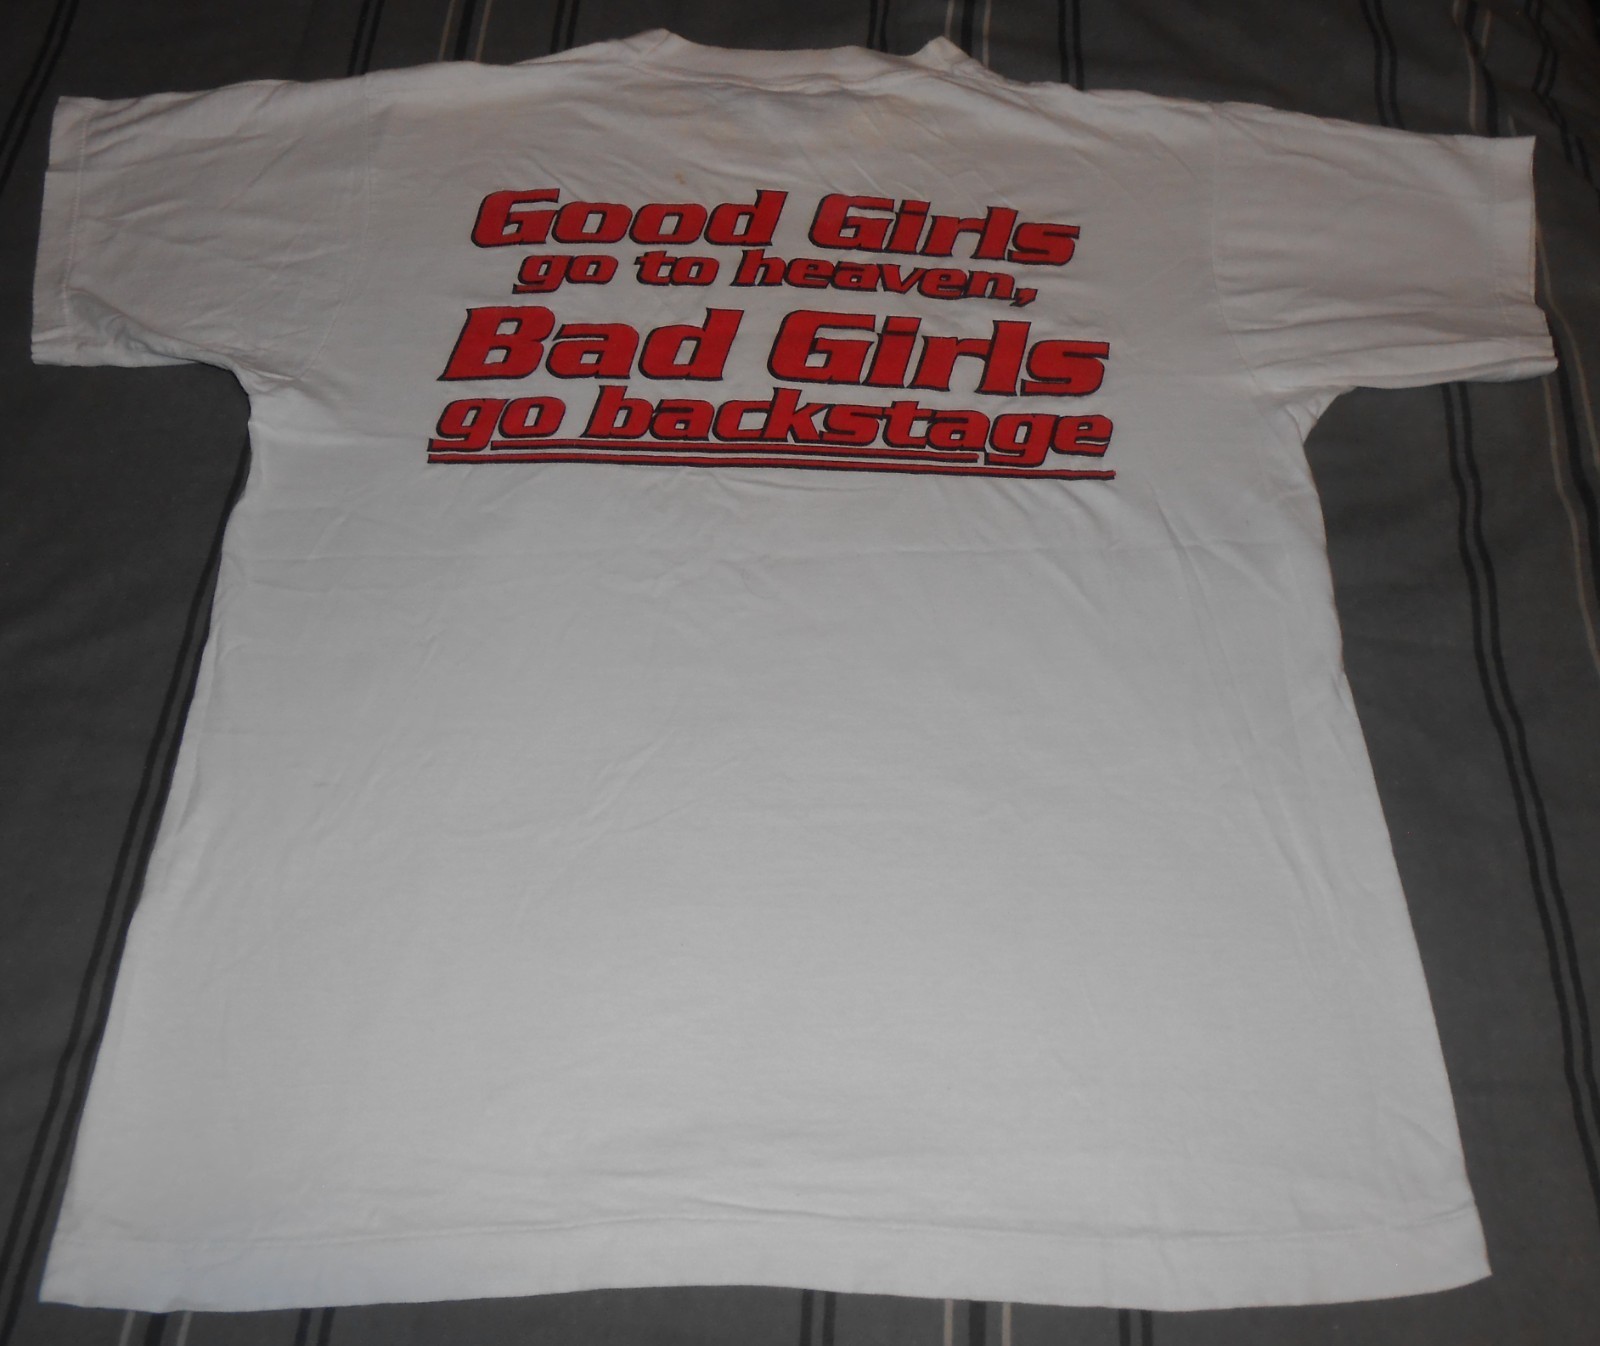 Good Girls
go to heaven,
Bad Girls
go backstage